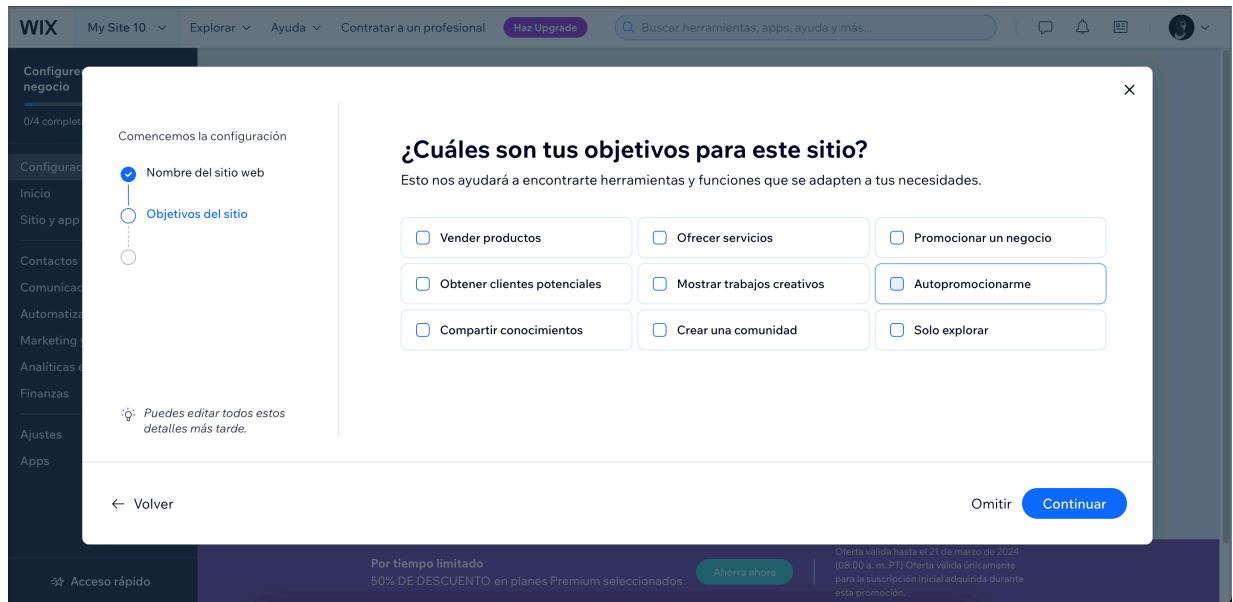 WIX
My Site 10
Explorar
Ayuda
Contratar a un profesional
Haz Upgrade
Buscar herramientas, apps, ayuda y más...
negocio
0/4
Inicio
Sitio y app
Contactos
Marketing
Analíticas
Finanzas
Ajustes
Apps
Acceso rápido
Comencemos la configuración
Nombre del sitio web
Objetivos del sitio
Puedes editar todos estos
detalles más tarde.
¿Cuáles son tus objetivos para este sitio?
Esto nos ayudará a encontrarte herramientas y funciones que se adapten a tus necesidades.
Vender productos
Ofrecer servicios
Promocionar un negocio
Obtener clientes potenciales
Mostrar trabajos creativos
Autopromocionarme
Compartir conocimientos
Crear una comunidad
Solo explorar
Volver
Omitir
Continuar
Por tiempo limitado
50% DE DESCUENTO en planes Premium seleccionados
Ahorra ahora
Oferta válida hasta el 21 de marzo de 2024
(08:00 a. m. PT) Oferta válida únicamente
para la suscripción inicial adquirida durante
esta promoción.